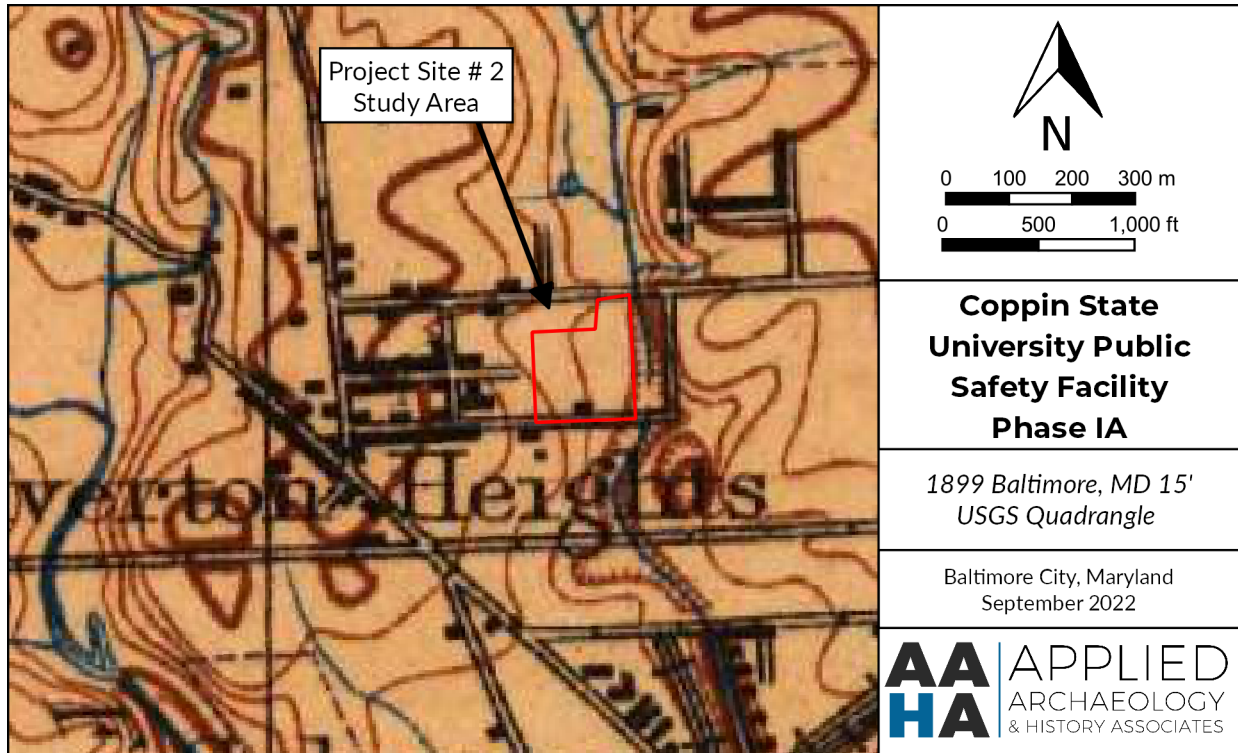 Project Site # 2
Study Area
Heights
N
0 100 200 300 m
0 500 1,000 ft
Coppin State
University Public
Safety Facility
Phase IA
1899 Baltimore, MD 15'
USGS Quadrangle
Baltimore City, Maryland
September 2022
AA
HA
APPLIED
ARCHAEOLOGY
& HISTORY ASSOCIATES